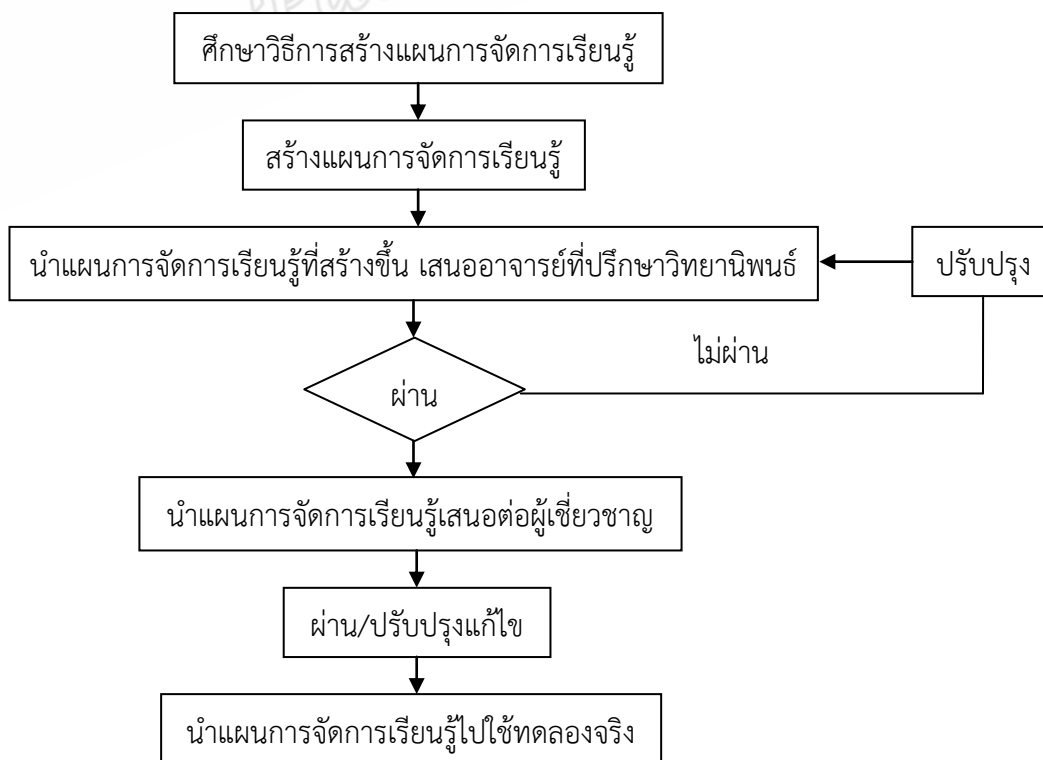 ศึกษาวิธีการสร้างแผนการจัดการเรียนรู้
สร้างแผนการจัดการเรียนรู้
นำแผนการจัดการเรียนรู้ที่สร้างขึ้น เสนออาจารย์ที่ปรึกษาวิทยานิพนธ์
ปรับปรุง
ไม่ผ่าน
ผ่าน
นำแผนการจัดการเรียนรู้เสนอต่อผู้เชี่ยวชาญ
ผ่าน/ปรับปรุงแก้ไข
นำแผนการจัดการเรียนรู้ไปใช้ทดลองจริง